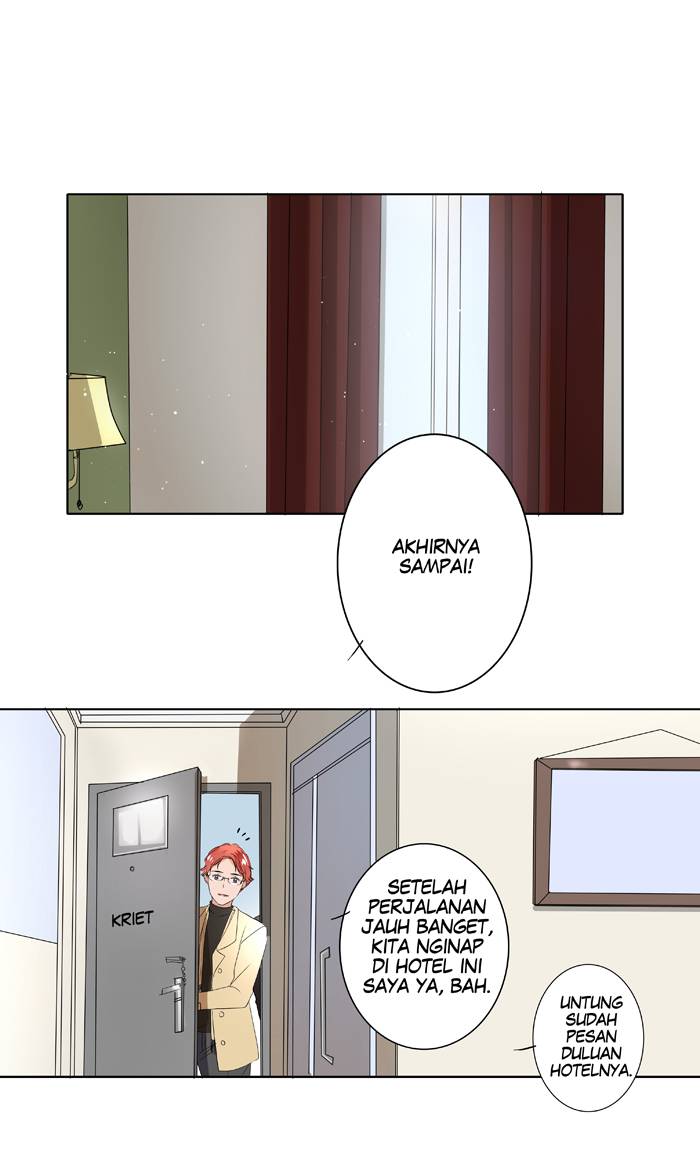 AKHIRNYA
SAMPAI!
KRIET
SETELAH
PERJALANAN
JAUH BANGET,
KITA NGINAP
DI HOTEL INI
SAYA YA, BAH.
UNTUNG
SUDAH
PESAN
DULUAN
HOTELNYA.